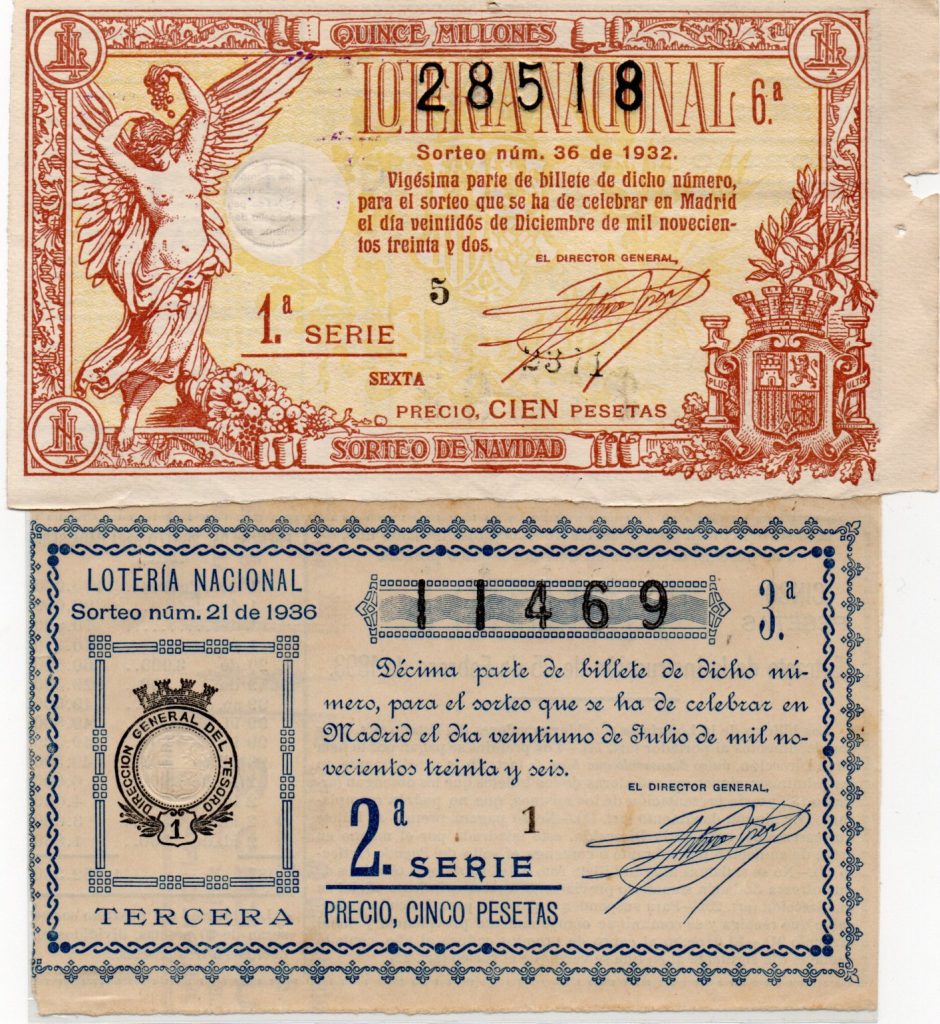 QUINCE MILLONES
LOTERIA NACIONAL
28518
6.ª
Sorteo núm. 36 de 1932.
Vigésima parte de billete de dicho número,
para el sorteo que se ha de celebrar en Madrid
el día veintidós de Diciembre de mil novecien-
tos treinta y dos.
EL DIRECTOR GENERAL,
5
1.ª SERIE
2371
SEXTA
PRECIO, CIEN PESETAS
PLUS
ULTRA
SORTEO DE NAVIDAD
LOTERÍA NACIONAL
Sorteo núm. 21 de 1936
11469
3.ª
Décima parte de billete de dicho nú-
mero, para el sorteo que se ha de celebrar en
Madrid el día veintiuno de Julio de mil no-
vecientos treinta y seis.
DIRECCION GENERAL DEL TESORO
1
EL DIRECTOR GENERAL,
1
2.ª SERIE
TERCERA
PRECIO, CINCO PESETAS